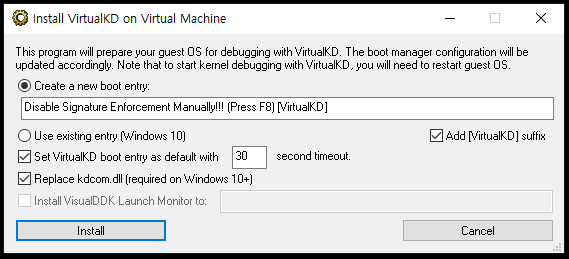 Install VirtualKD on Virtual Machine
This program will prepare your guest OS for debugging with VirtualKD. The boot manager configuration will be
updated accordingly. Note that to start kernel debugging with VirtualKD, you will need to restart guest OS.
Create a new boot entry:
Disable Signature Enforcement Manually!!! (Press F8) [VirtualKD]
Use existing entry (Windows 10) Add [VirtualKD] suffix
Set VirtualKD boot entry as default with 30 second timeout.
Replace kdcom.dll (required on Windows 10+)
Install VisualDDK Launch Monitor to:
Install Cancel